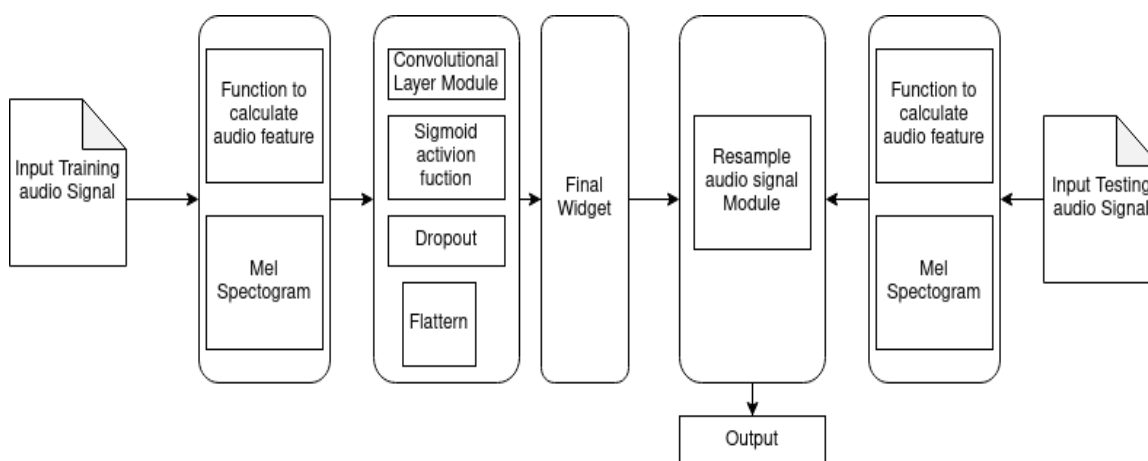 Input Training
audio Signal
Function to
calculate
audio feature
Mel
Spectogram
Convolutional
Layer Module
Sigmoid
activion
fuction
Dropout
Flattern
Final
Widget
Resample
audio signal
Module
Output
Function to
calculate
audio feature
Mel
Spectogram
Input Testing
audio Signal